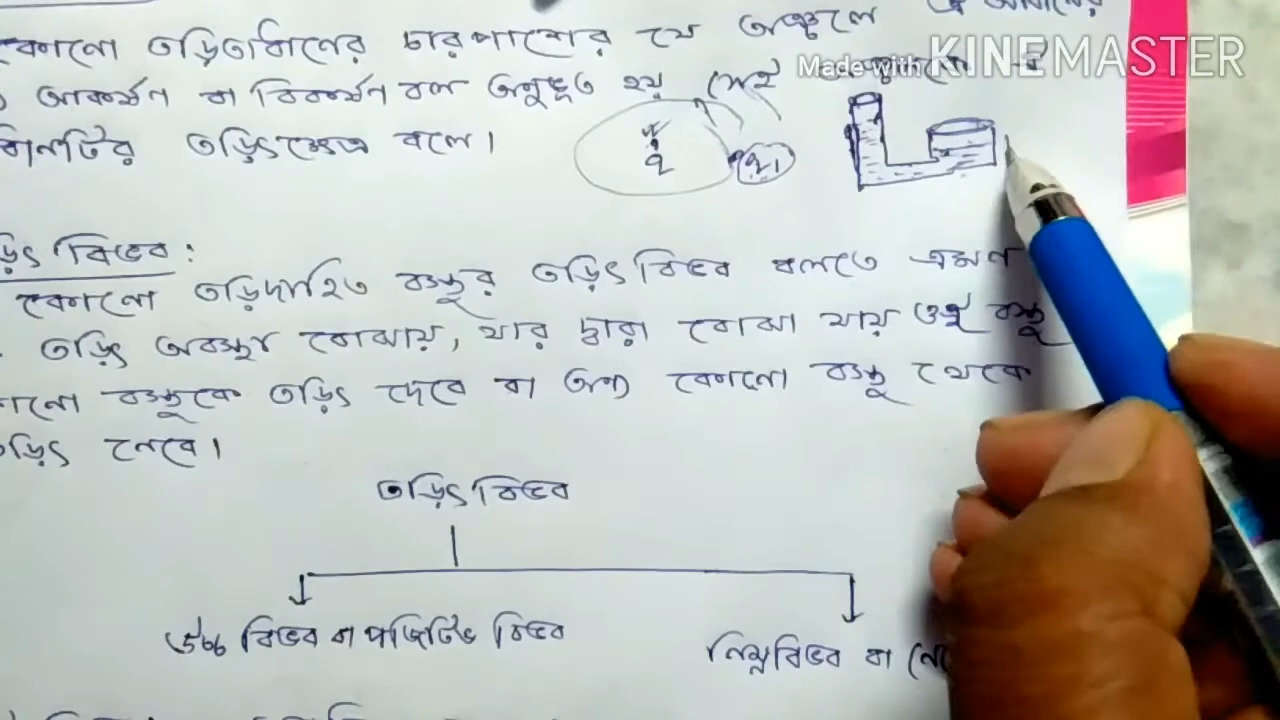 কোনো তড়িতাধানের চারপাশের যে অঞ্চলে ঐ আধানের
আকর্ষণ বা বিকর্ষণ বল অনুভূত হয় সেই
Made with KINEMASTER
তড়িৎক্ষেত্র বলে।
q
q₁
বিভব:
কোনো তড়িদাহিত বস্তুর তড়িৎ বিভব বলতে এমন
তড়িৎ অবস্থা বোঝায়, যার দ্বারা বোঝা যায় ওই বস্তু
বস্তুকে তড়িৎ দেবে বা অন্য কোনো বস্তু থেকে
তড়িৎ নেবে।
তড়িৎ বিভব
উচ্চ বিভব বা পজিটিভ বিভব
নিম্নবিভব বা